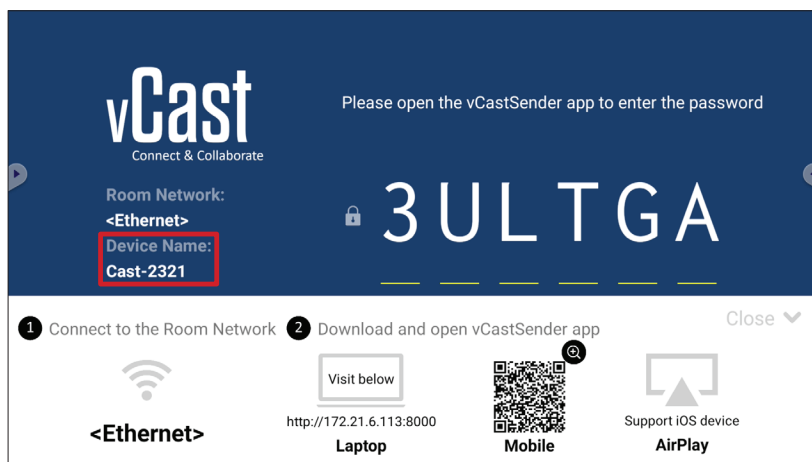 vCast
Connect & Collaborate
Please open the vCastSender app to enter the password
Room Network:
<Ethernet>
Device Name:
Cast-2321
3ULTGA
Close
1 Connect to the Room Network
2 Download and open vCastSender app
<Ethernet>
Visit below
http://172.21.6.113:8000
Laptop
Mobile
Support iOS device
AirPlay